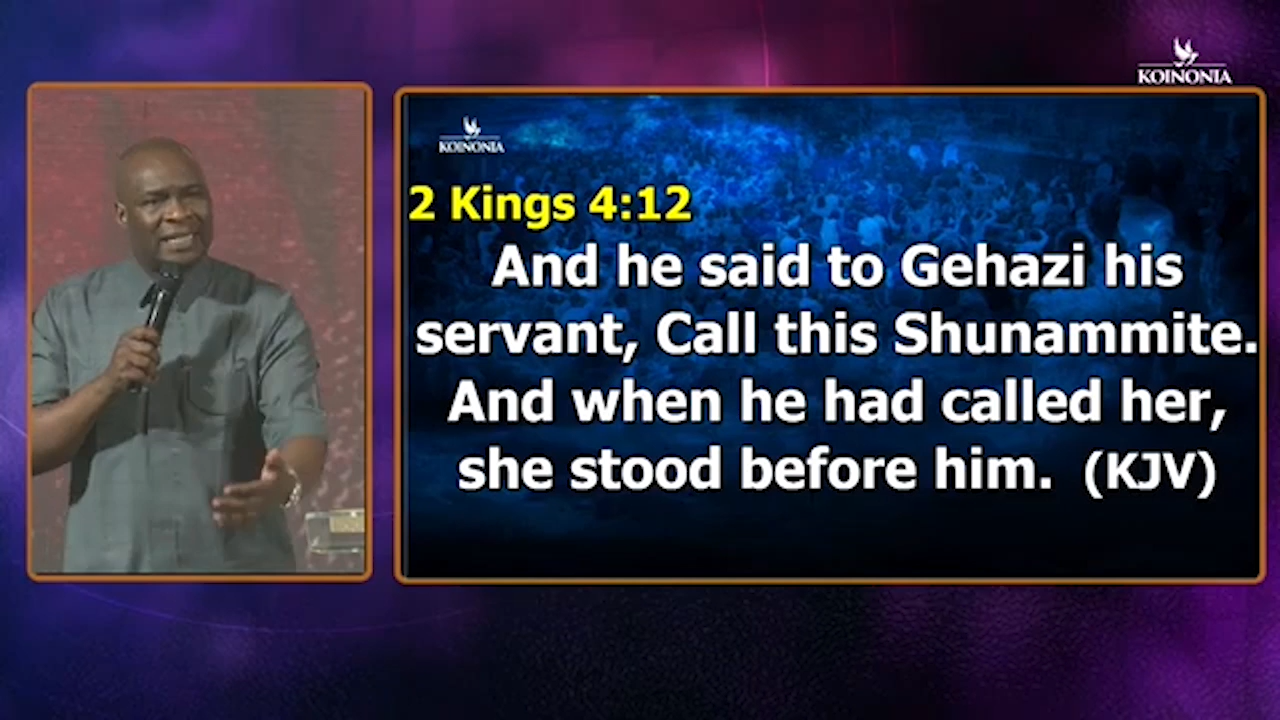 KOINONIA
KOINONIA
2 Kings 4:12
And he said to Gehazi his
servant, Call this Shunammite.
And when he had called her,
she stood before him. (KJV)